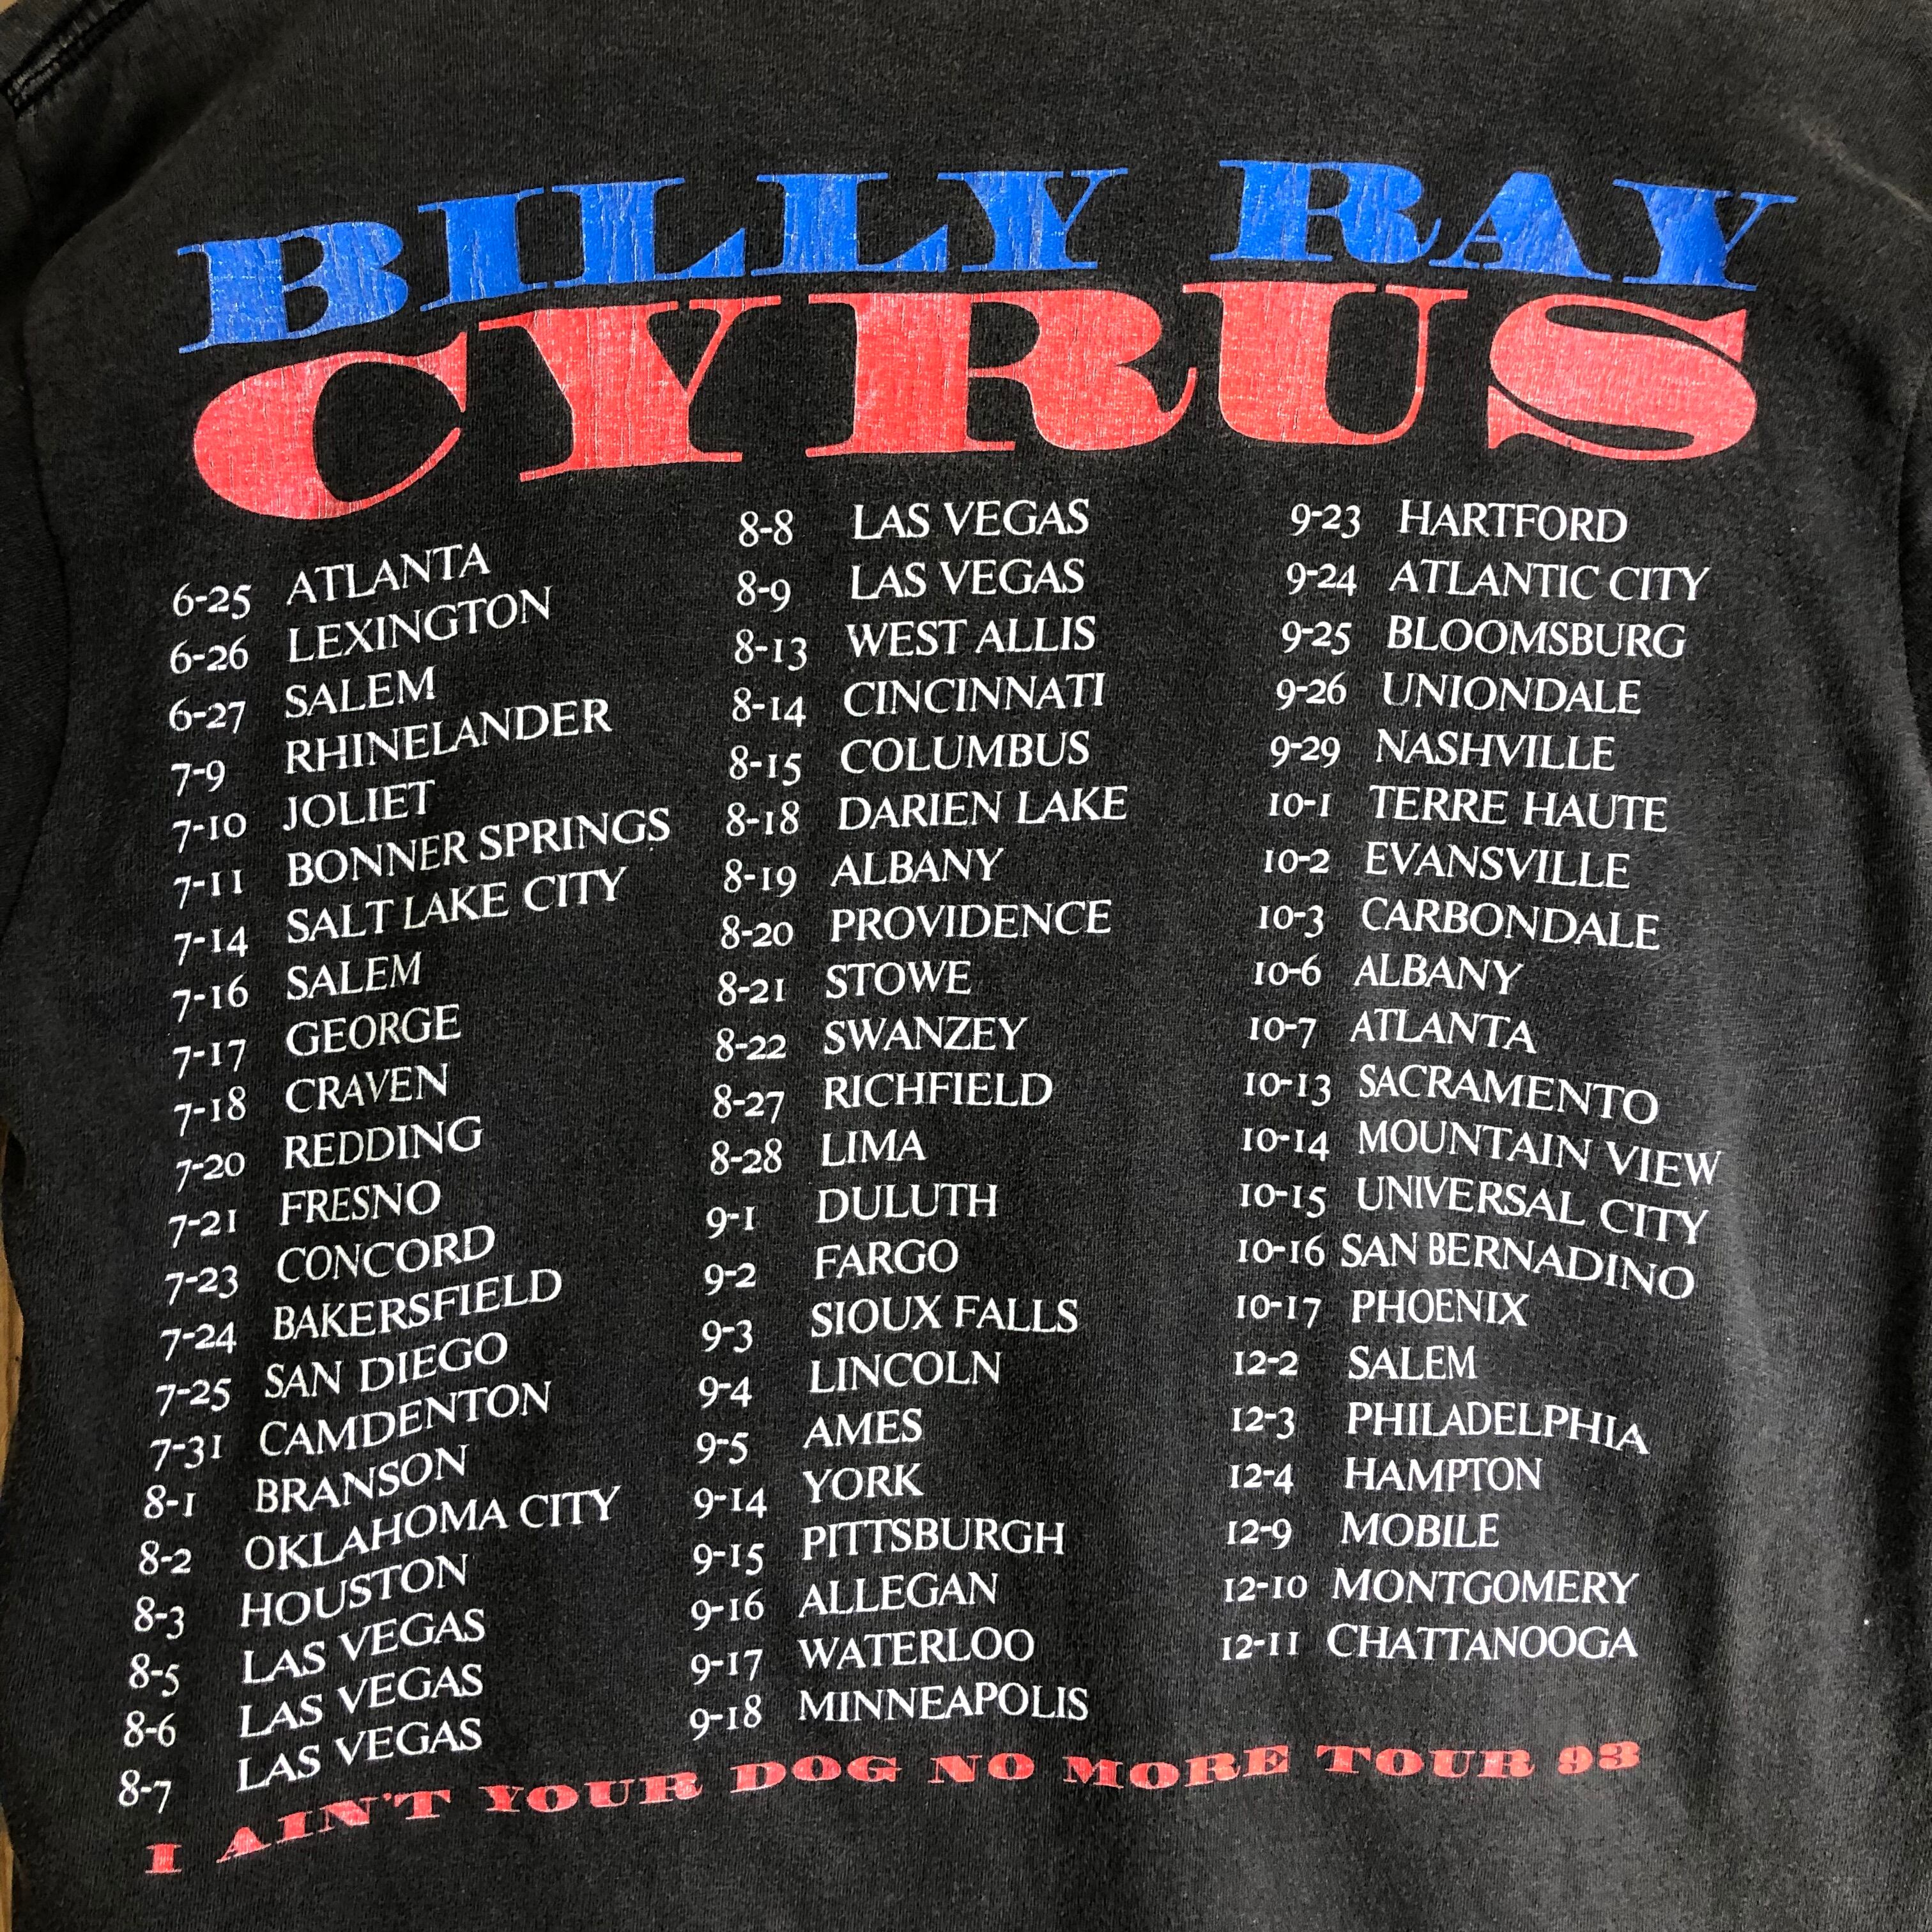 BILLY RAY
CYRUS
6-25 ATLANTA
6-26 LEXINGTON
6-27 SALEM
7-9 RHINELANDER
7-10 JOLIET
7-11 BONNER SPRINGS
7-14 SALT LAKE CITY
7-16 SALEM
7-17 GEORGE
7-18 CRAVEN
7-20 REDDING
7-21 FRESNO
7-23 CONCORD
7-24 BAKERSFIELD
7-25 SAN DIEGO
7-31 CAMDENTON
8-1 BRANSON
8-2 OKLAHOMA CITY
8-3 HOUSTON
8-5 LAS VEGAS
8-6 LAS VEGAS
8-7 LAS VEGAS
8-8 LAS VEGAS
8-9 LAS VEGAS
8-13 WEST ALLIS
8-14 CINCINNATI
8-15 COLUMBUS
8-18 DARIEN LAKE
8-19 ALBANY
8-20 PROVIDENCE
8-21 STOWE
8-22 SWANZEY
8-27 RICHFIELD
8-28 LIMA
9-1 DULUTH
9-2 FARGO
9-3 SIOUX FALLS
9-4 LINCOLN
9-5 AMES
9-14 YORK
9-15 PITTSBURGH
9-16 ALLEGAN
9-17 WATERLOO
9-18 MINNEAPOLIS
9-23 HARTFORD
9-24 ATLANTIC CITY
9-25 BLOOMSBURG
9-26 UNIONDALE
9-29 NASHVILLE
10-1 TERRE HAUTE
10-2 EVANSVILLE
10-3 CARBONDALE
10-6 ALBANY
10-7 ATLANTA
10-13 SACRAMENTO
10-14 MOUNTAIN VIEW
10-15 UNIVERSAL CITY
10-16 SAN BERNADINO
10-17 PHOENIX
12-2 SALEM
12-3 PHILADELPHIA
12-4 HAMPTON
12-9 MOBILE
12-10 MONTGOMERY
12-11 CHATTANOOGA
I AIN'T YOUR DOG NO MORE TOUR 93